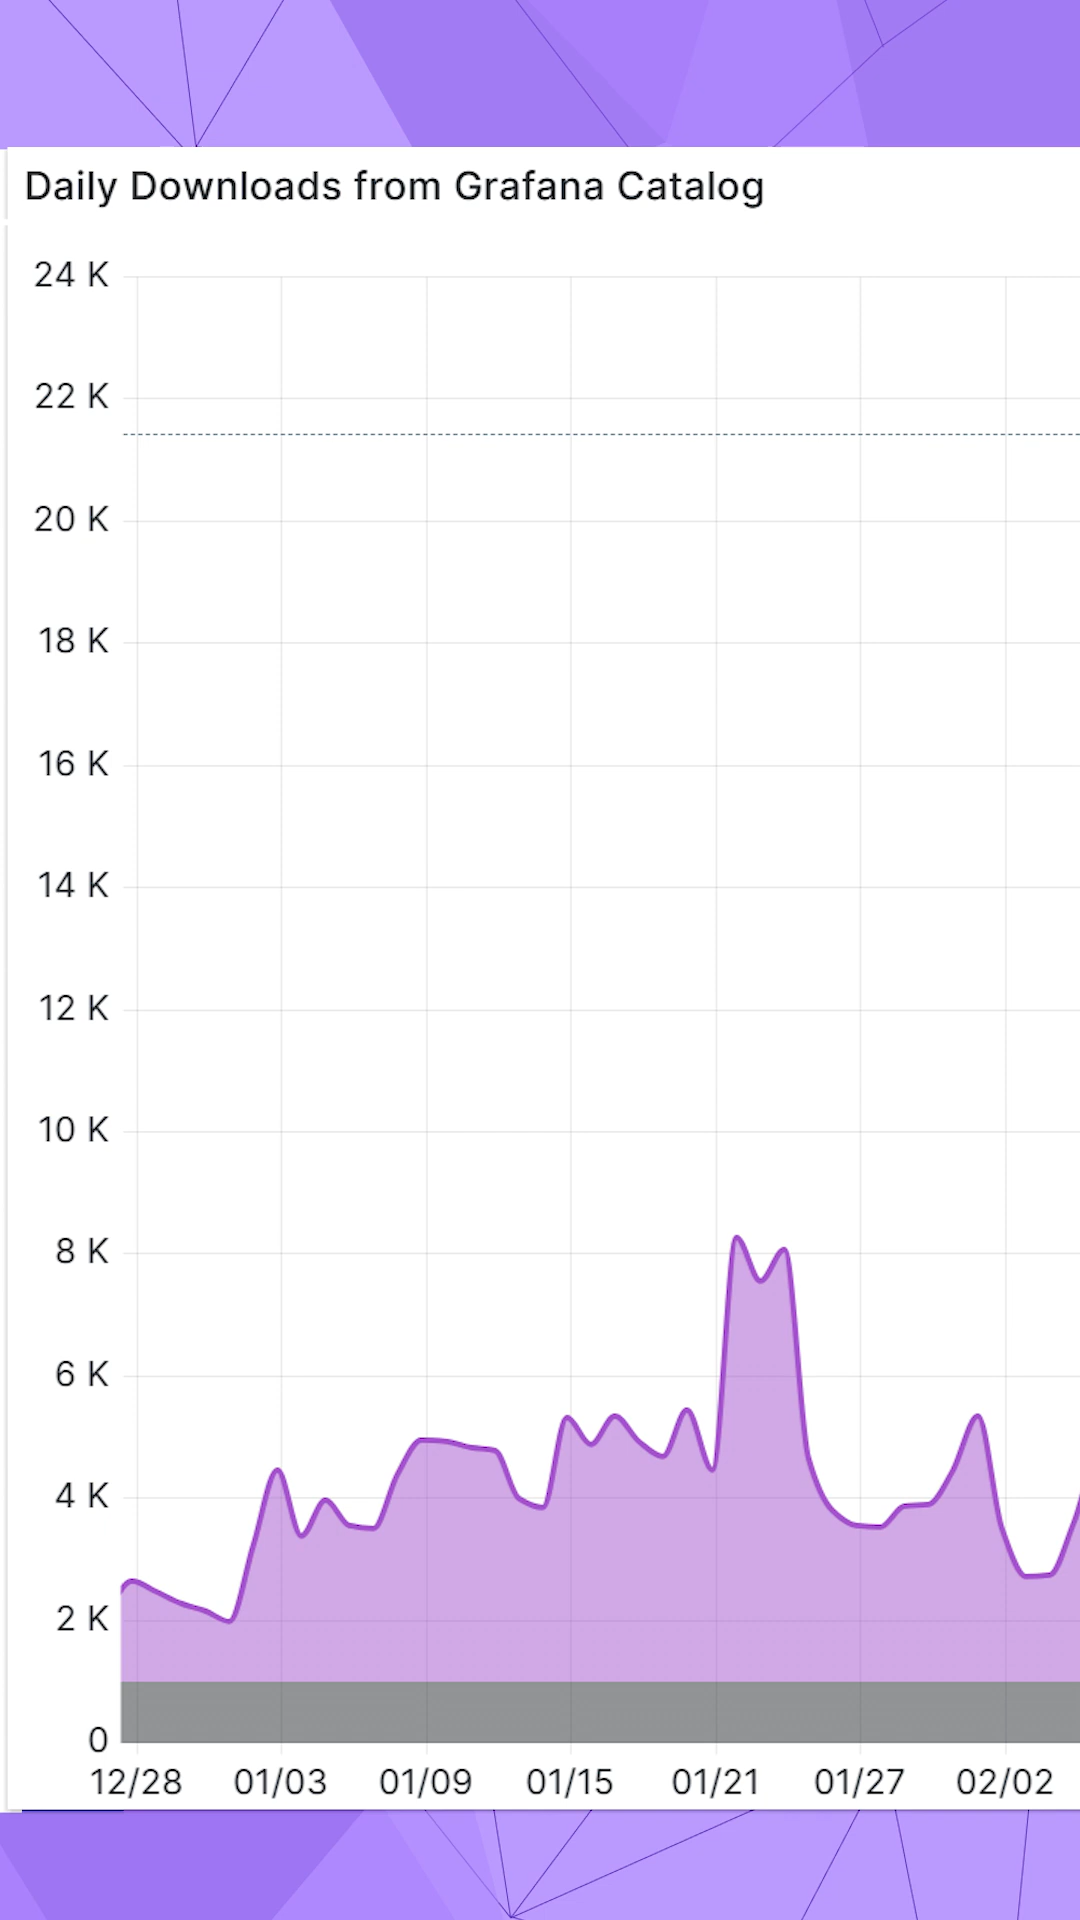 Daily Downloads from Grafana Catalog
24 K
22 K
20 K
18 K
16 K
14 K
12 K
10 K
8 K
6 K
4 K
2 K
0
12/28 01/03 01/09 01/15 01/21 01/27 02/02